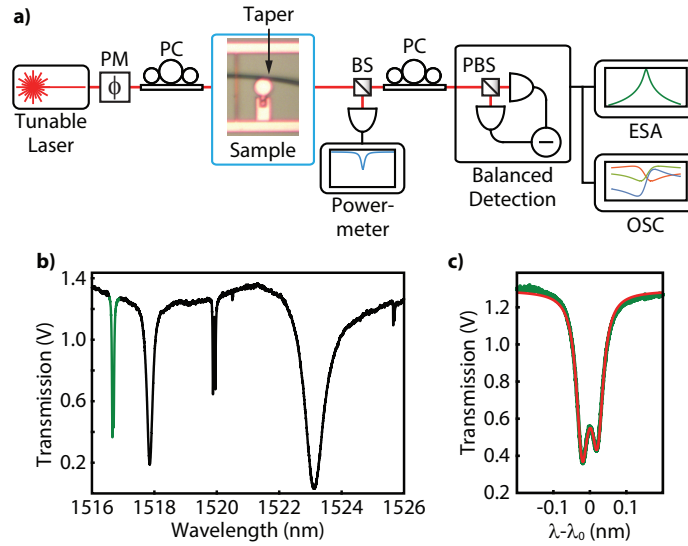 a)
Taper
PM
PC
BS
PC
PBS
ϕ
Tunable
Laser
Sample
Power-
meter
Balanced
Detection
ESA
OSC
b)
1.4
1.0
0.6
0.2
Transmission (V)
1516 1518 1520 1522 1524 1526
Wavelength (nm)
c)
1.2
1.0
0.8
0.6
0.4
0.2
Transmission (V)
-0.1 0 0.1
λ-λ0 (nm)